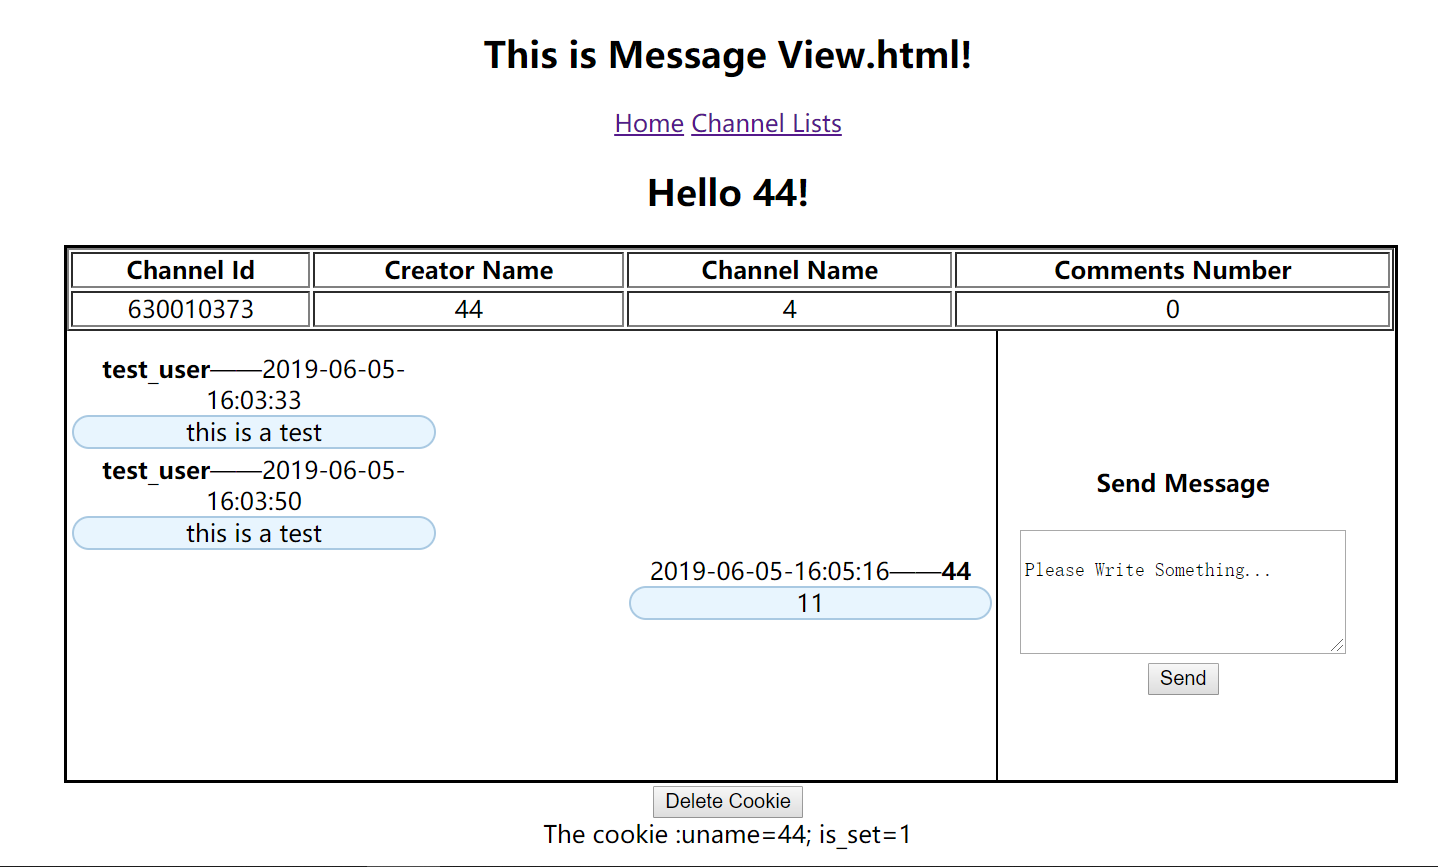 This is Message View.html!
Home Channel Lists
Hello 44!
Channel Id Creator Name Channel Name Comments Number
630010373 44 4 0
test_user——2019-06-05-
16:03:33
this is a test
test_user——2019-06-05-
16:03:50
this is a test
2019-06-05-16:05:16——44
11
Send Message
Please Write Something...
Send
Delete Cookie
The cookie :uname=44; is_set=1